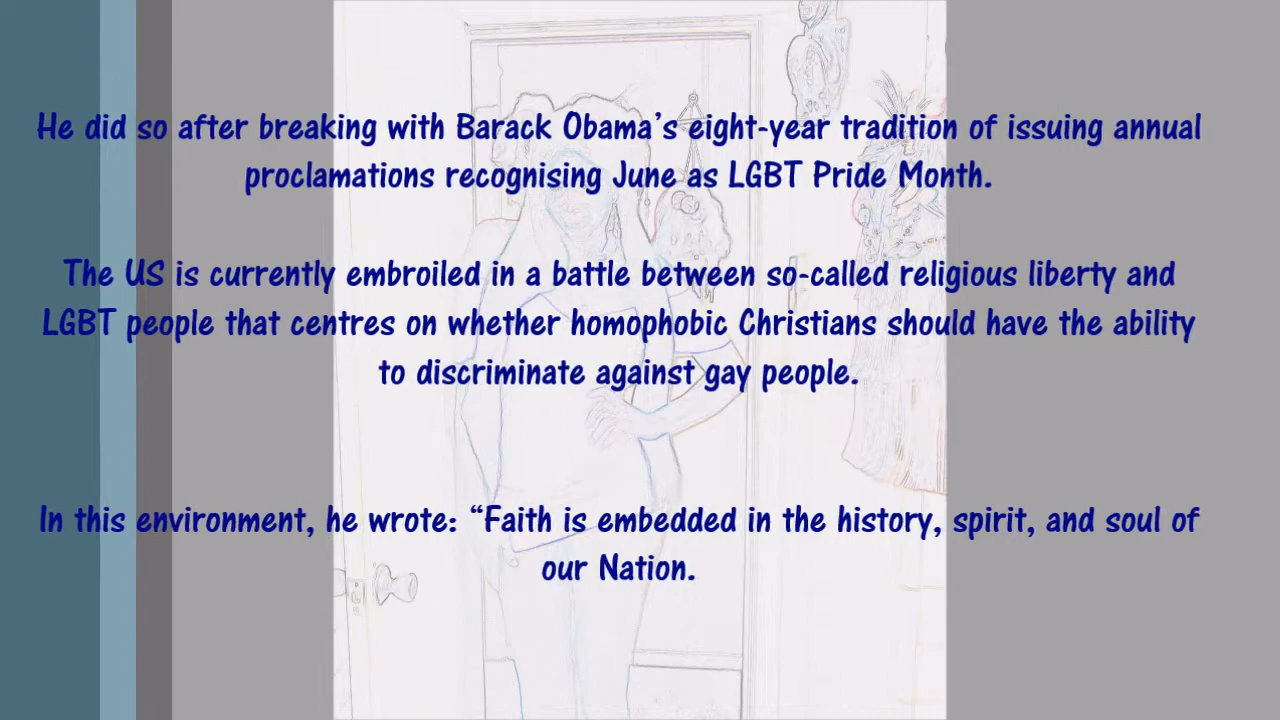 He did so after breaking with Barack Obama’s eight-year tradition of issuing annual
proclamations recognising June as LGBT Pride Month.
The US is currently embroiled in a battle between so-called religious liberty and
LGBT people that centres on whether homophobic Christians should have the ability
to discriminate against gay people.
In this environment, he wrote: “Faith is embedded in the history, spirit, and soul of
our Nation.